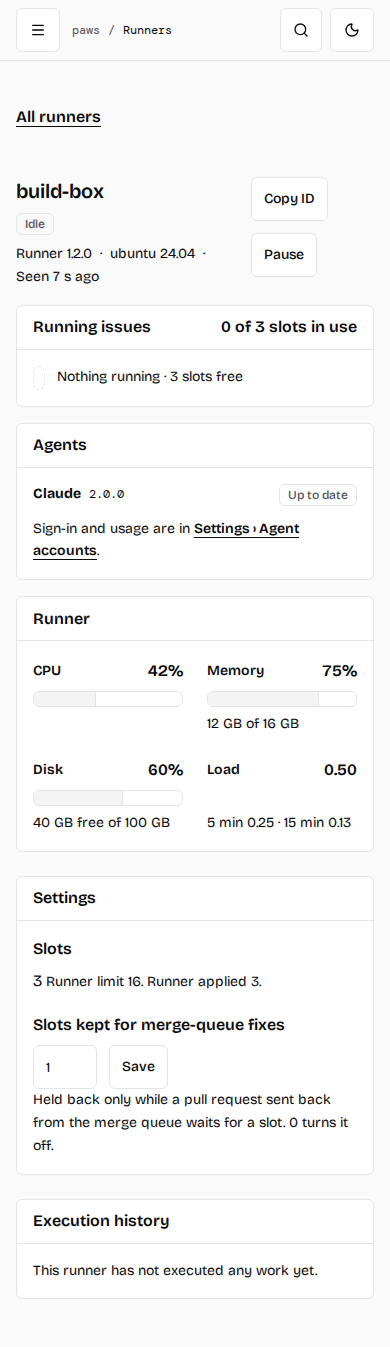 paws / Runners
All runners
build-box
Copy ID
Idle
Runner 1.2.0 · ubuntu 24.04 ·
Seen 7 s ago
Pause
Running issues
0 of 3 slots in use
Nothing running · 3 slots free
Agents
Claude 2.0.0
Up to date
Sign-in and usage are in Settings › Agent
accounts.
Runner
CPU 42%
Memory 75%
12 GB of 16 GB
Disk 60%
Load 0.50
40 GB free of 100 GB
5 min 0.25 · 15 min 0.13
Settings
Slots
3 Runner limit 16. Runner applied 3.
Slots kept for merge-queue fixes
1
Save
Held back only while a pull request sent back
from the merge queue waits for a slot. 0 turns it
off.
Execution history
This runner has not executed any work yet.